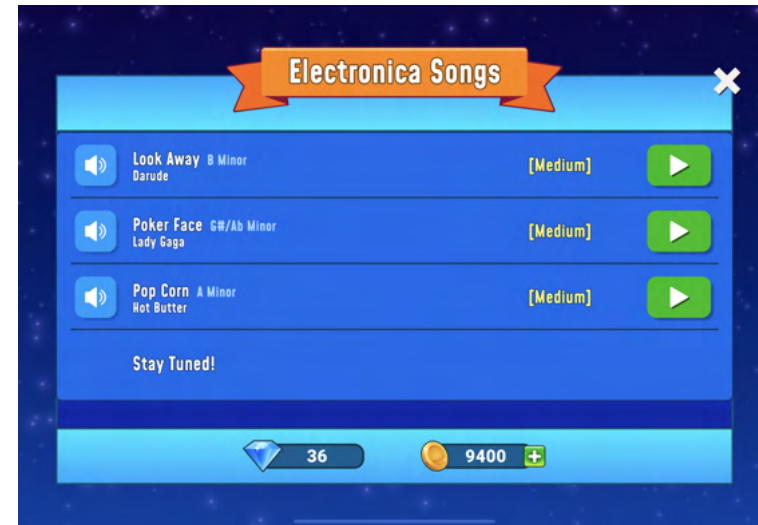 Electronica Songs
Look Away B Minor
Darude
[Medium]
Poker Face G#/Ab Minor
Lady Gaga
[Medium]
Pop Corn A Minor
Hot Butter
[Medium]
Stay Tuned!
36
9400